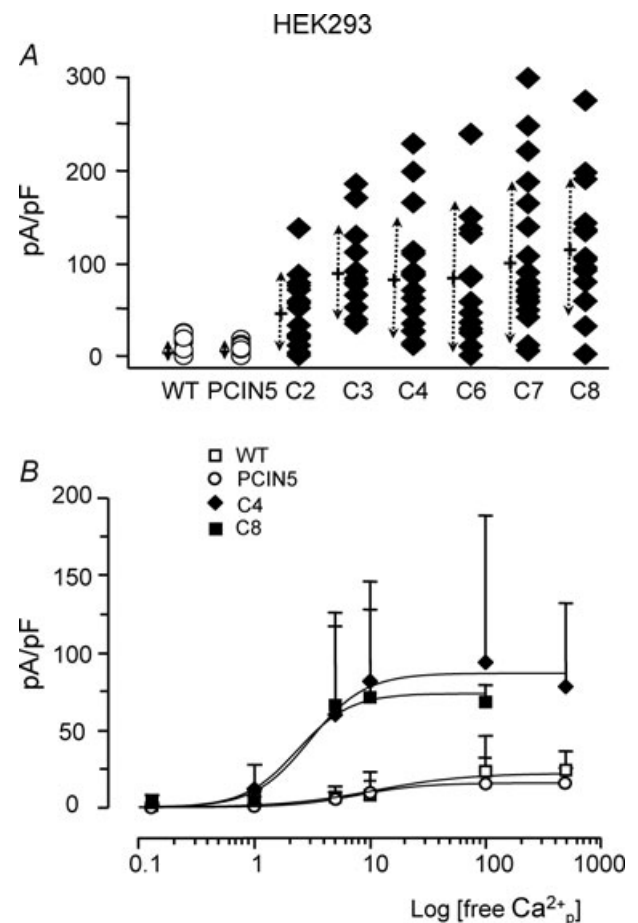 HEK293
A
300
200
100
0
pA/pF
WT PCIN5 C2 C3 C4 C6 C7 C8
B
WT
PCIN5
C4
C8
200
150
100
50
0
pA/pF
0.1 1 10 100 1000
Log [free Ca²⁺ₚ]